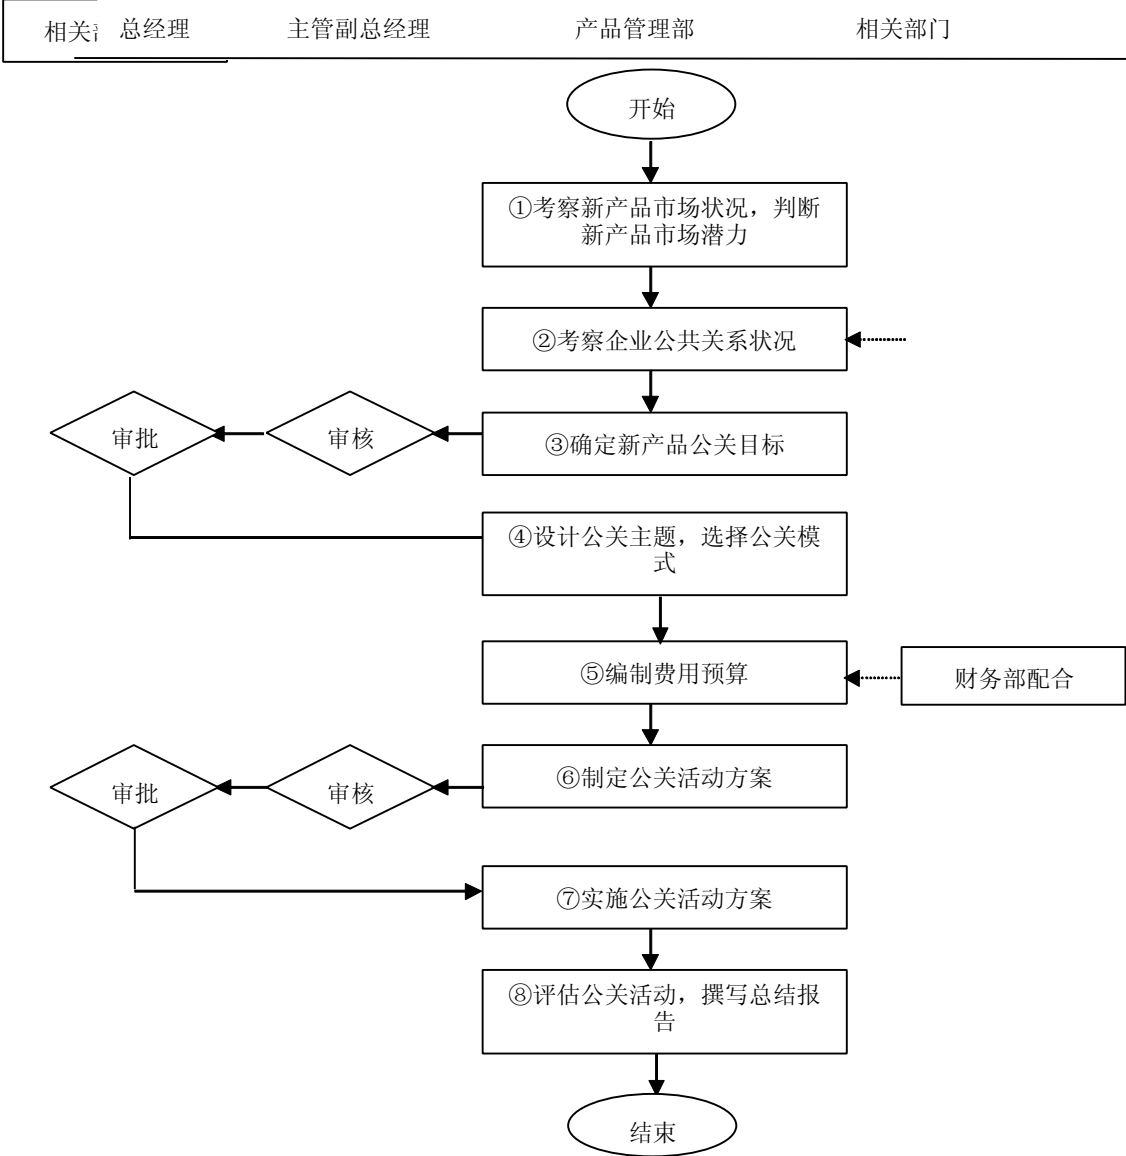 相关
总经理
主管副总经理
产品管理部
相关部门
开始
①考察新产品市场状况，判断
新产品市场潜力
②考察企业公共关系状况
审批
审核
③确定新产品公关目标
④设计公关主题，选择公关模
式
⑤编制费用预算
财务部配合
审批
审核
⑥制定公关活动方案
⑦实施公关活动方案
⑧评估公关活动，撰写总结报
告
结束